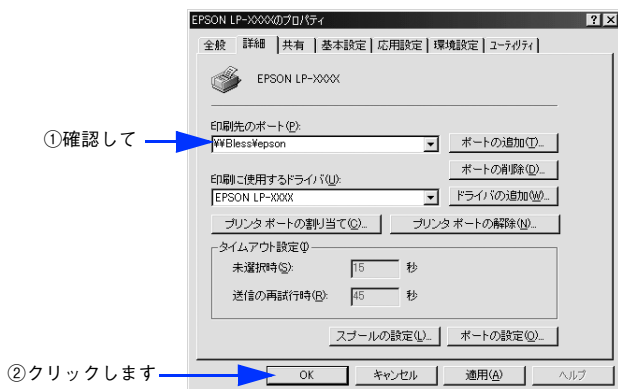 EPSON LP-XXXXのプロパティ
全般 詳細 共有 基本設定 応用設定 環境設定 ユーティリティ
EPSON LP-XXXX
印刷先のポート(P):
①確認して
¥¥Bless¥epson
ポートの追加(T)...
ポートの削除(D)...
印刷に使用するドライバ(U):
EPSON LP-XXXX
ドライバの追加(W)...
プリンタ ポートの割り当て(C)... プリンタ ポートの解除(N)...
タイムアウト設定(I)
未選択時(S): 15 秒
送信の再試行時(R): 45 秒
スプールの設定(L)... ポートの設定(O)...
②クリックします
OK キャンセル 適用(A) ヘルプ